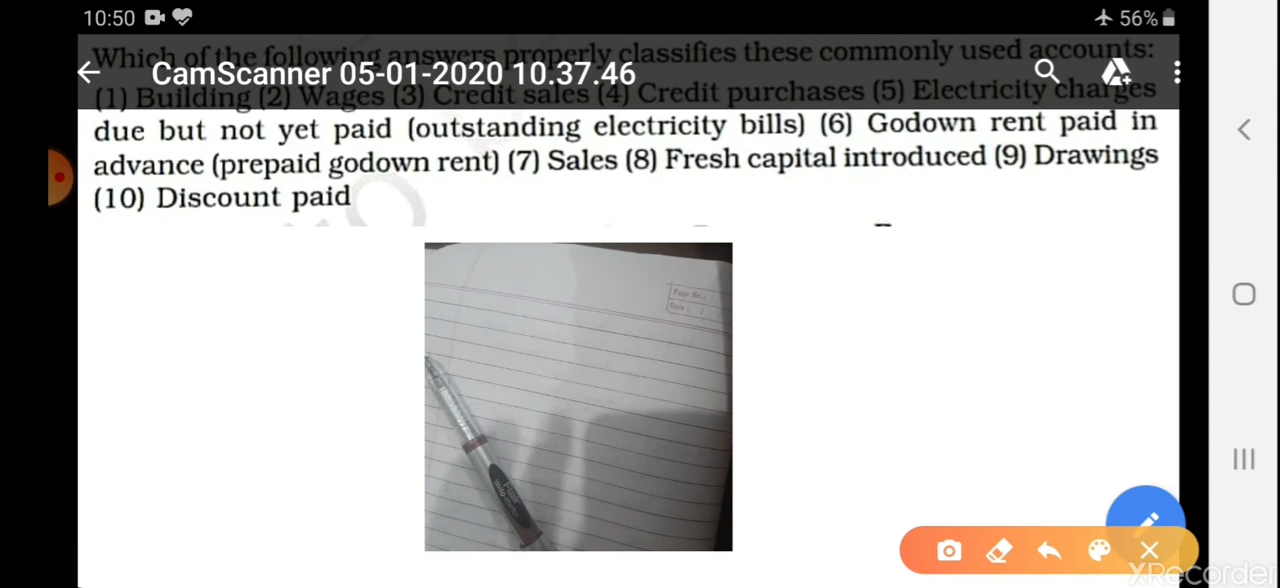 10:50
56%
Which of the following answers properly classifies these commonly used accounts:
CamScanner 05-01-2020 10.37.46
(1) Building (2) Wages (3) Credit sales (4) Credit purchases (5) Electricity charges
due but not yet paid (outstanding electricity bills) (6) Godown rent paid in
advance (prepaid godown rent) (7) Sales (8) Fresh capital introduced (9) Drawings
(10) Discount paid
Page No.:
Date: / /
Flair
XRecorder